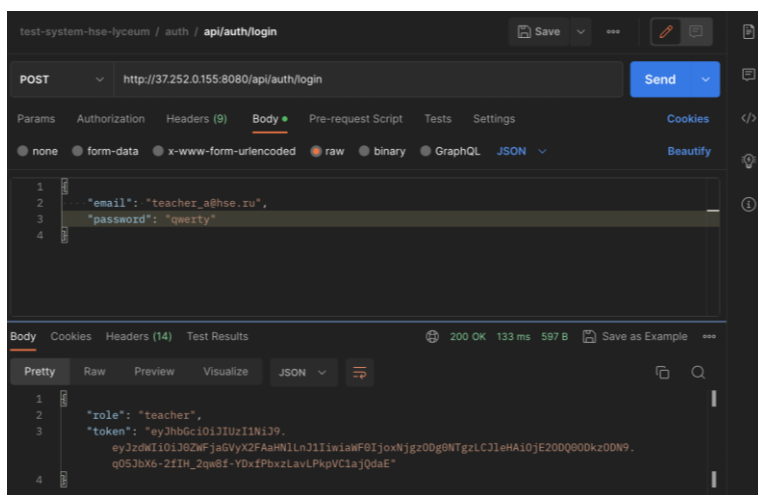 test-system-hse-lyceum / auth / api/auth/login
Save
POST http://37.252.0.155:8080/api/auth/login Send
Params Authorization Headers (9) Body Pre-request Script Tests Settings Cookies
none form-data x-www-form-urlencoded raw binary GraphQL JSON Beautify
1 {
2 "email": "teacher_a@hse.ru",
3 "password": "qwerty"
4 }
Body Cookies Headers (14) Test Results 200 OK 133 ms 597 B Save as Example
Pretty Raw Preview Visualize JSON
1 {
2 "role": "teacher",
3 "token": "eyJhbGciOiJIUzI1NiJ9.
eyJzdWIiOiJ0ZWFjaGVyX2FAaHNlLnJ1IiwiaWF0IjoxNjgzODg0NTgzLCJleHAiOjE2ODQ0ODkzODN9.
qO5JbX6-2fIH_2qw8f-YDxfPbxzLavLPkpVC1ajQdaE"
4 }